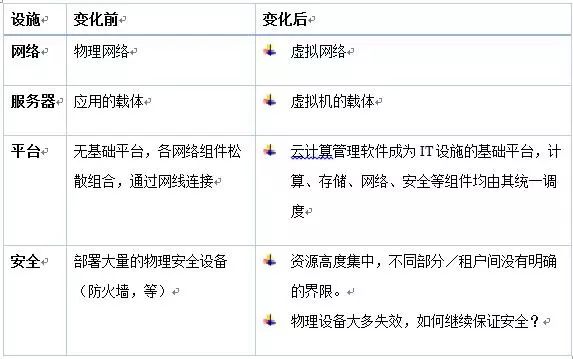 设施 变化前 变化后
网络 物理网络 虚拟网络
服务器 应用的载体 虚拟机的载体
平台 无基础平台，各网络组件松 云计算管理软件成为 IT 设施的基础平台，计
散组合，通过网线连接 算、存储、网络、安全等组件均由其统一调
度
安全 部署大量的物理安全设备 资源高度集中，不同部分／租户间没有明确
（防火墙，等） 的界限。
物理设备大多失效，如何继续保证安全？